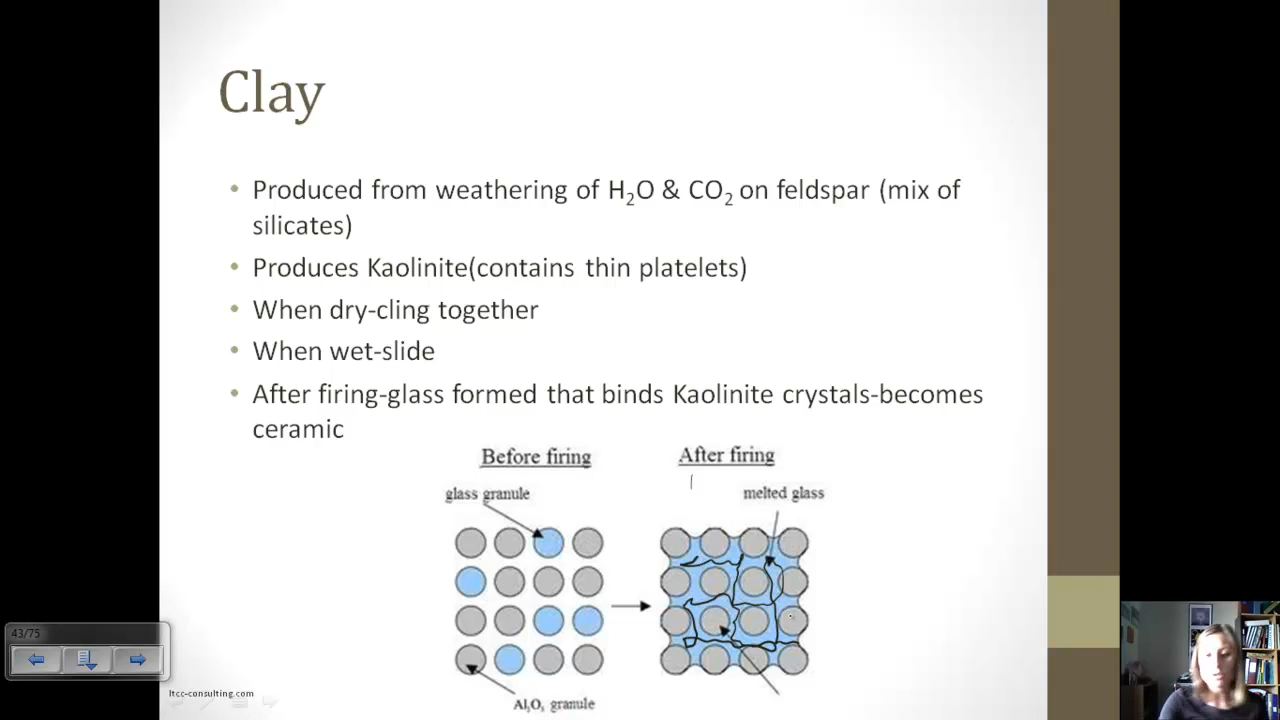 Clay
• Produced from weathering of H₂O & CO₂ on feldspar (mix of
silicates)
• Produces Kaolinite(contains thin platelets)
• When dry-cling together
• When wet-slide
• After firing-glass formed that binds Kaolinite crystals-becomes
ceramic
Before firing
After firing
glass granule
melted glass
Al₂O₃ granule
43/75
ltcc-consulting.com